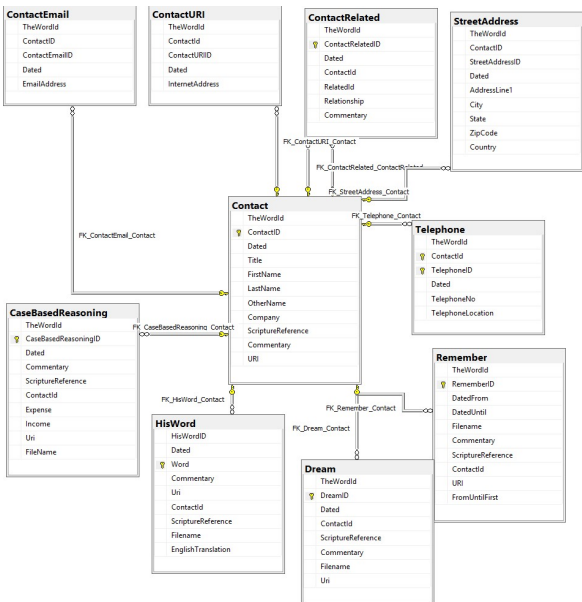 ContactEmail
TheWordId
ContactID
ContactEmailID
Dated
EmailAddress
ContactURI
TheWordId
ContactId
ContactURIID
Dated
InternetAddress
ContactRelated
TheWordId
ContactRelatedID
Dated
ContactId
RelatedId
Relationship
Commentary
StreetAddress
TheWordId
ContactID
StreetAddressID
Dated
AddressLine1
City
State
ZipCode
Country
FK_ContactURI_Contact
FK_ContactRelated_ContactRelated
FK_StreetAddress_Contact
FK_Telephone_Contact
FK_ContactEmail_Contact
Contact
TheWordId
ContactID
Dated
Title
FirstName
LastName
OtherName
Company
ScriptureReference
Commentary
URI
Telephone
TheWordId
ContactId
TelephoneID
Dated
TelephoneNo
TelephoneLocation
CaseBasedReasoning
TheWordId
CaseBasedReasoningID
Dated
Commentary
ScriptureReference
ContactId
Expense
Income
Uri
FileName
FK_CaseBasedReasoning_Contact
FK_HisWord_Contact
FK_Remember_Contact
FK_Dream_Contact
Remember
TheWordId
RememberID
DatedFrom
DatedUntil
Filename
Commentary
ScriptureReference
ContactId
URI
FromUntilFirst
HisWord
HisWordID
Dated
Word
Commentary
Uri
ContactId
ScriptureReference
Filename
EnglishTranslation
Dream
TheWordId
DreamID
Dated
ContactId
ScriptureReference
Commentary
Filename
Uri